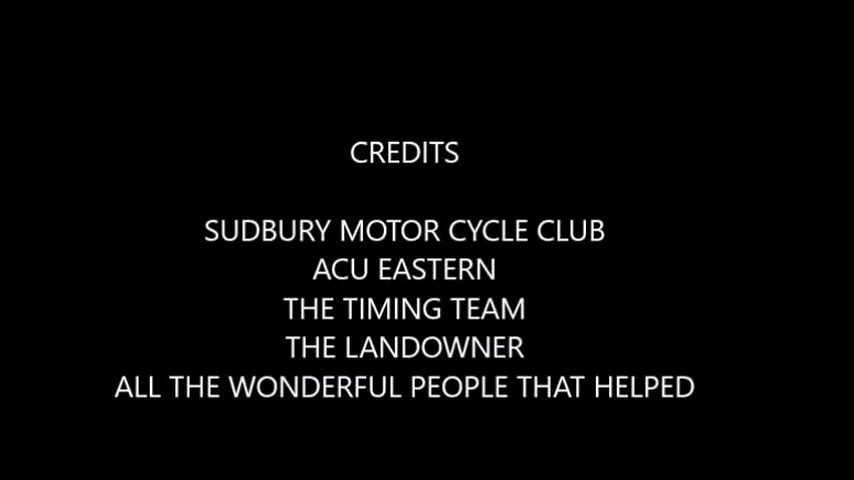 CREDITS
SUDBURY MOTOR CYCLE CLUB
ACU EASTERN
THE TIMING TEAM
THE LANDOWNER
ALL THE WONDERFUL PEOPLE THAT HELPED